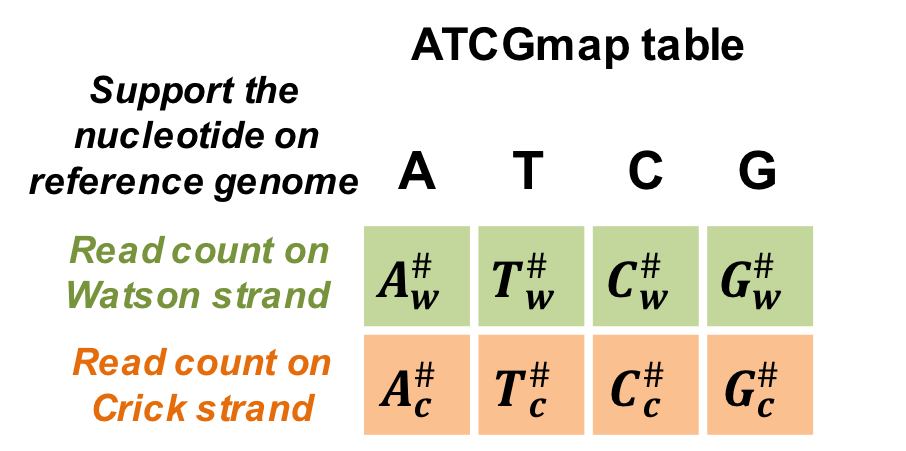 ATCGmap table
Support the
nucleotide on
reference genome
A T C G
Read count on
Watson strand
A_w^# T_w^# C_w^# G_w^#
Read count on
Crick strand
A_c^# T_c^# C_c^# G_c^#